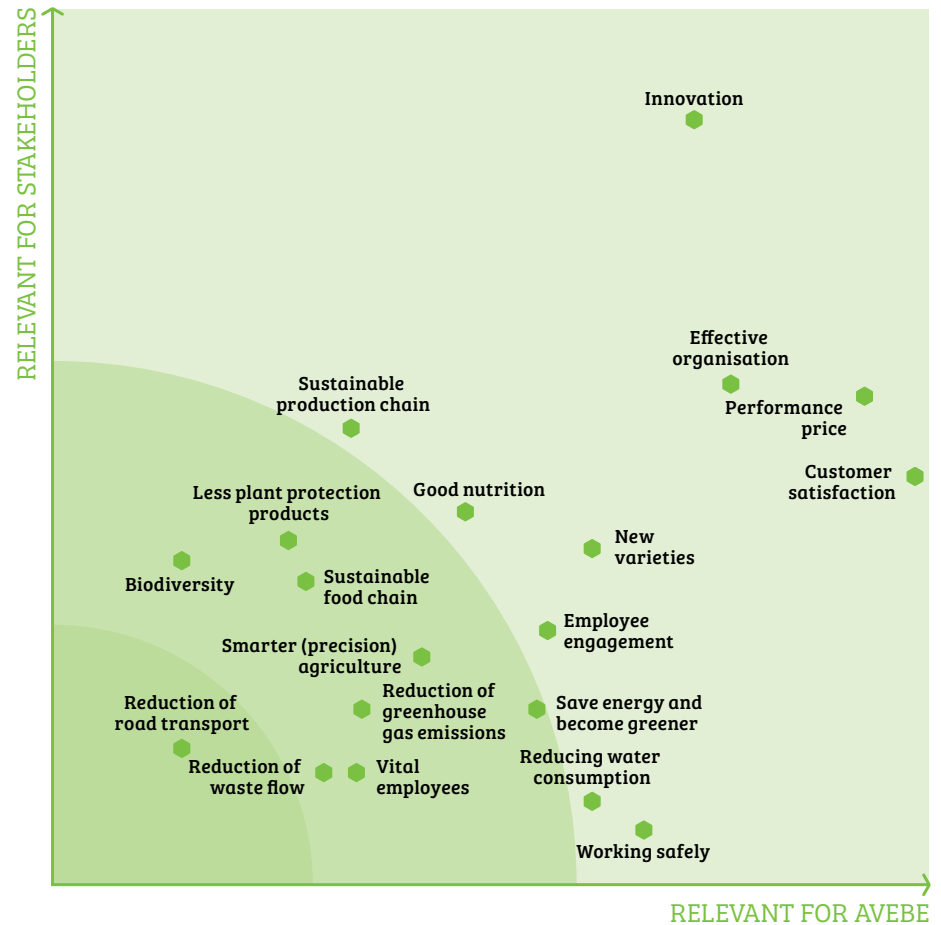 RELEVANT FOR STAKEHOLDERS
Innovation
Effective
organisation
Performance
price
Sustainable
production chain
Customer
satisfaction
Less plant protection
products
Good nutrition
New
varieties
Biodiversity
Sustainable
food chain
Employee
engagement
Smarter (precision)
agriculture
Reduction of
greenhouse
gas emissions
Save energy and
become greener
Reduction of
road transport
Reducing water
consumption
Reduction of
waste flow
Vital
employees
Working safely
RELEVANT FOR AVEBE